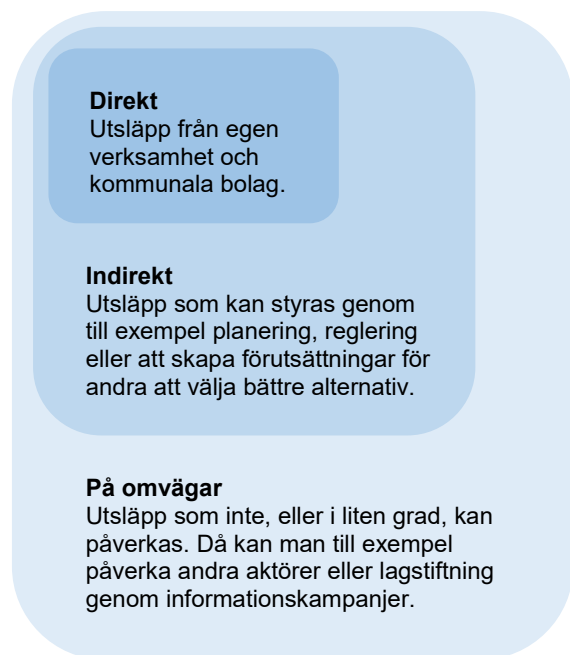 Direkt
Utsläpp från egen
verksamhet och
kommunala bolag.
Indirekt
Utsläpp som kan styras genom
till exempel planering, reglering
eller att skapa förutsättningar för
andra att välja bättre alternativ.
På omvägar
Utsläpp som inte, eller i liten grad, kan
påverkas. Då kan man till exempel
påverka andra aktörer eller lagstiftning
genom informationskampanjer.